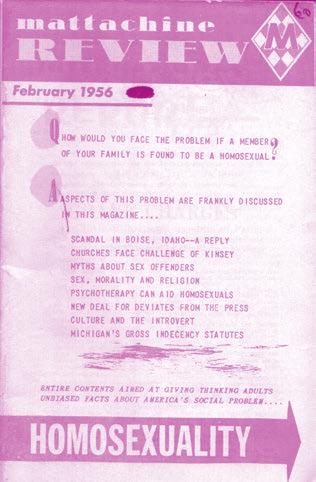 mattachine
REVIEW
M
60
February 1956
QHOW WOULD YOU FACE THE PROBLEM IF A MEMBER
OF YOUR FAMILY IS FOUND TO BE A HOMOSEXUAL?
AASPECTS OF THIS PROBLEM ARE FRANKLY DISCUSSED
IN THIS MAGAZINE....
SCANDAL IN BOISE, IDAHO--A REPLY
CHURCHES FACE CHALLENGE OF KINSEY
MYTHS ABOUT SEX OFFENDERS
SEX, MORALITY AND RELIGION
PSYCHOTHERAPY CAN AID HOMOSEXUALS
NEW DEAL FOR DEVIATES FROM THE PRESS
CULTURE AND THE INTROVERT
MICHIGAN'S GROSS INDECENCY STATUTES
ENTIRE CONTENTS AIMED AT GIVING THINKING ADULTS
UNBIASED FACTS ABOUT AMERICA'S SOCIAL PROBLEM....
HOMOSEXUALITY